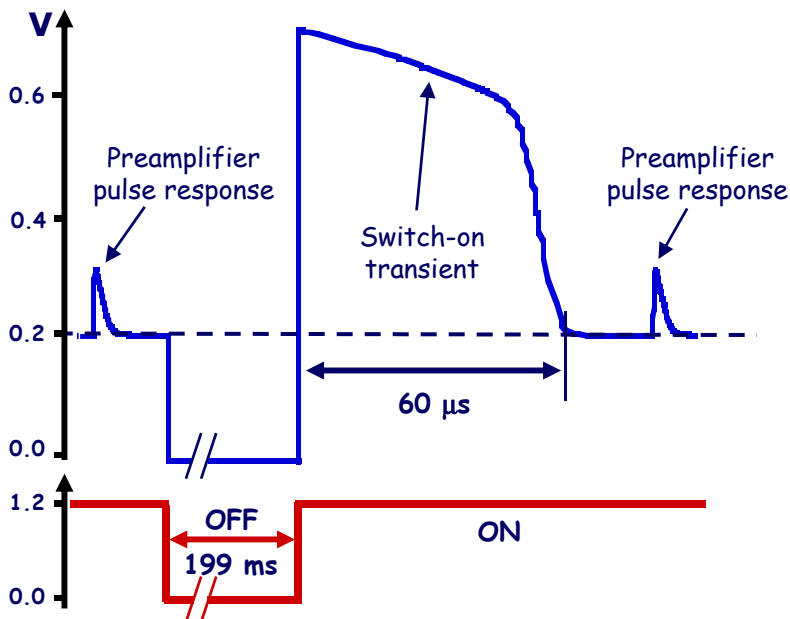 V
0.6
Preamplifier
pulse response
Preamplifier
pulse response
0.4
Switch-on
transient
0.2
60 μs
0.0
1.2
OFF
ON
199 ms
0.0